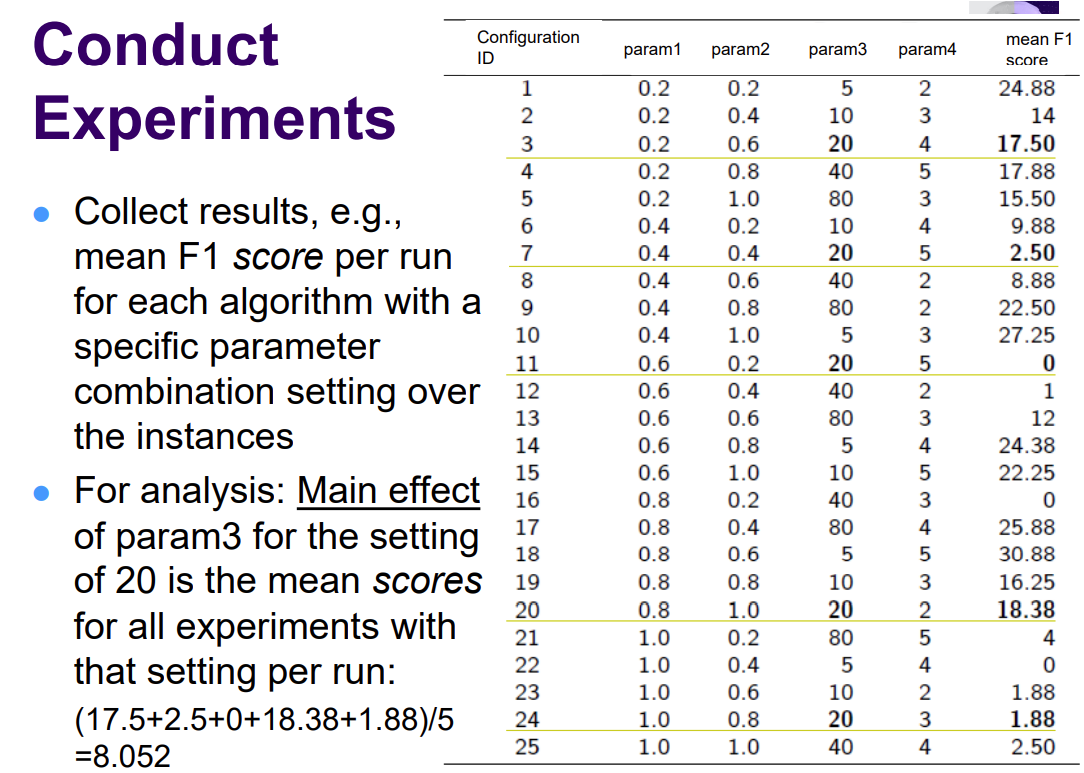 Conduct
Experiments
● Collect results, e.g.,
mean F1 score per run
for each algorithm with a
specific parameter
combination setting over
the instances
● For analysis: Main effect
of param3 for the setting
of 20 is the mean scores
for all experiments with
that setting per run:
(17.5+2.5+0+18.38+1.88)/5
=8.052
Configuration ID param1 param2 param3 param4 mean F1 score
1 0.2 0.2 5 2 24.88
2 0.2 0.4 10 3 14
3 0.2 0.6 20 4 17.50
4 0.2 0.8 40 5 17.88
5 0.2 1.0 80 3 15.50
6 0.4 0.2 10 4 9.88
7 0.4 0.4 20 5 2.50
8 0.4 0.6 40 2 8.88
9 0.4 0.8 80 2 22.50
10 0.4 1.0 5 3 27.25
11 0.6 0.2 20 5 0
12 0.6 0.4 40 2 1
13 0.6 0.6 80 3 12
14 0.6 0.8 5 4 24.38
15 0.6 1.0 10 5 22.25
16 0.8 0.2 40 3 0
17 0.8 0.4 80 4 25.88
18 0.8 0.6 5 5 30.88
19 0.8 0.8 10 3 16.25
20 0.8 1.0 20 2 18.38
21 1.0 0.2 80 5 4
22 1.0 0.4 5 4 0
23 1.0 0.6 10 2 1.88
24 1.0 0.8 20 3 1.88
25 1.0 1.0 40 4 2.50